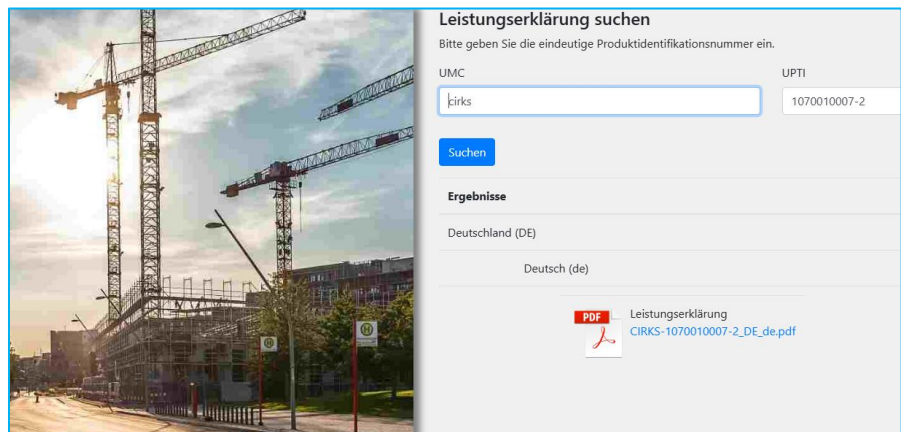 Leistungserklärung suchen
Bitte geben Sie die eindeutige Produktidentifikationsnummer ein.
UMC
UPTI
cirks
1070010007-2
Suchen
Ergebnisse
Deutschland (DE)
Deutsch (de)
PDF
Leistungserklärung
CIRKS-1070010007-2_DE_de.pdf
H
H